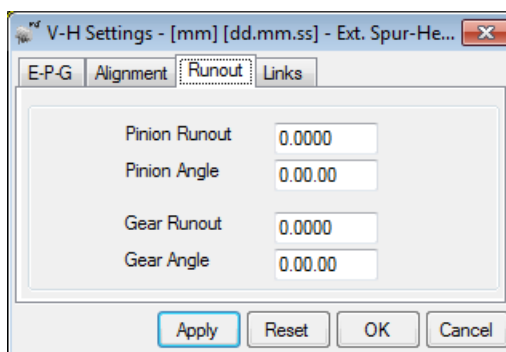 V-H Settings - [mm] [dd.mm.ss] - Ext. Spur-He...
E-P-G Alignment Runout Links
Pinion Runout 0.0000
Pinion Angle 0.00.00
Gear Runout 0.0000
Gear Angle 0.00.00
Apply Reset OK Cancel